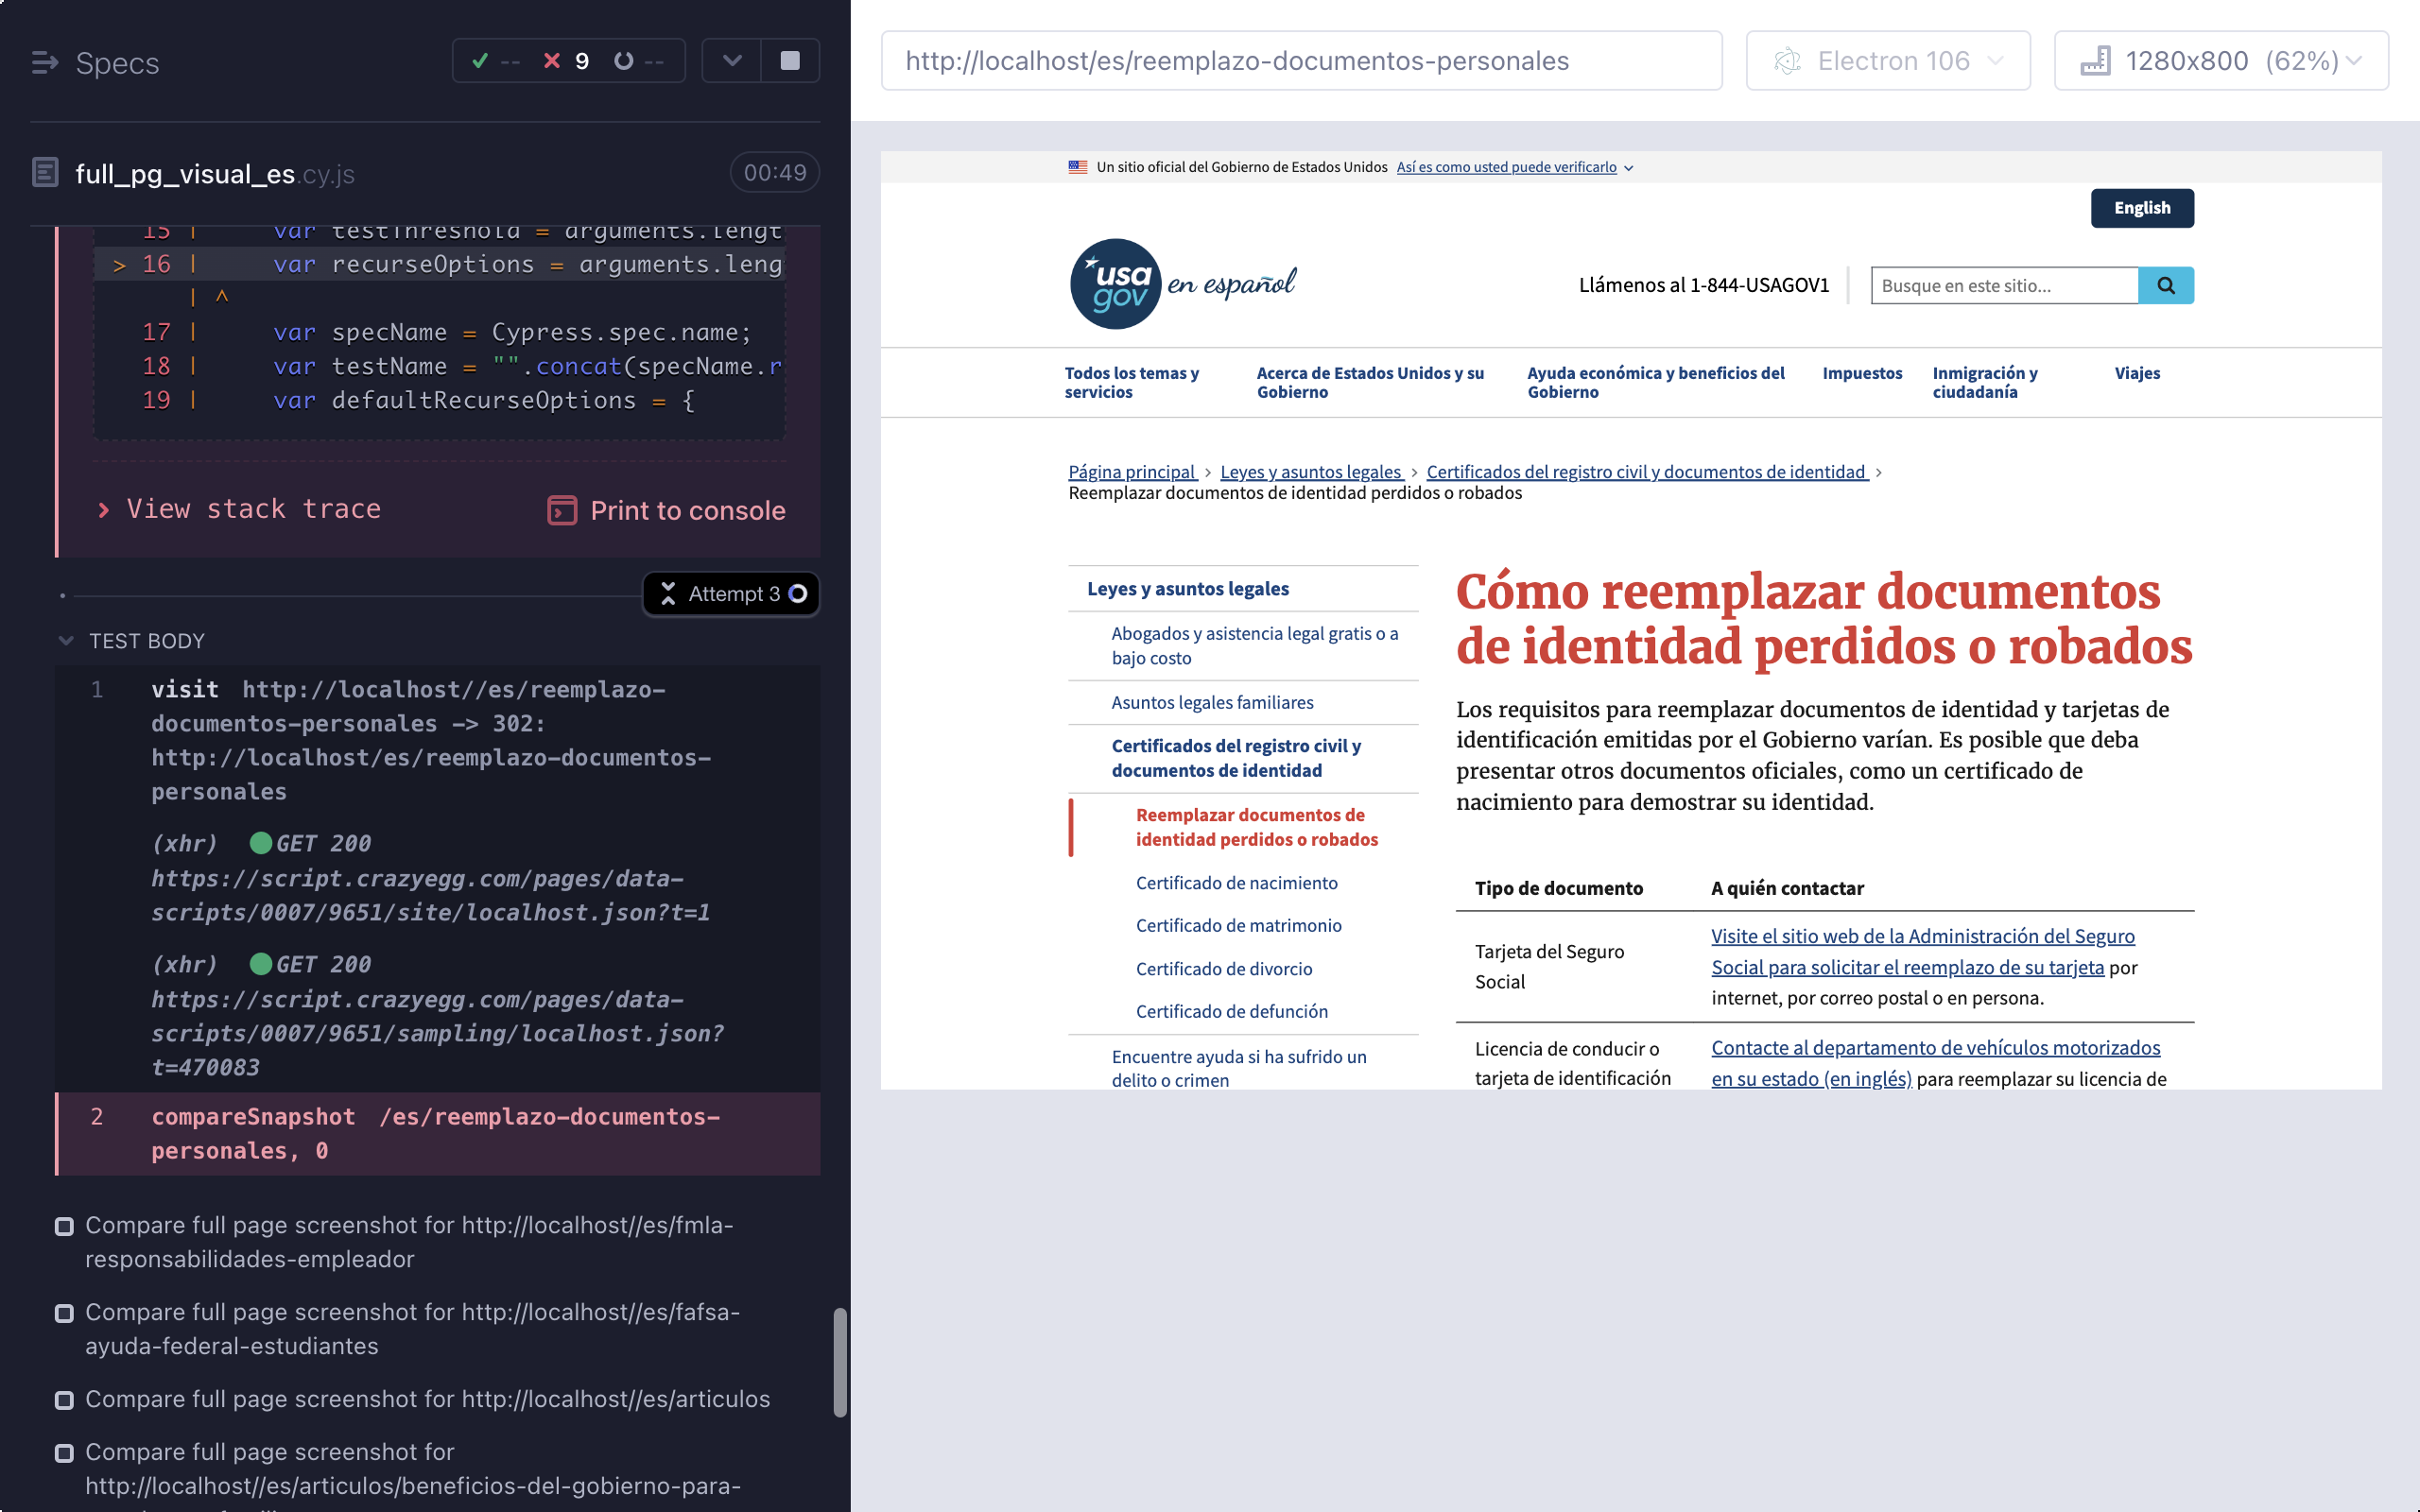 Specs
-- 9 --
full_pg_visual_es.cy.js
00:49
15 | var testThreshold = arguments.lengt
> 16 | var recurseOptions = arguments.leng
| ^
17 | var specName = Cypress.spec.name;
18 | var testName = "".concat(specName.r
19 | var defaultRecurseOptions = {
View stack trace
Print to console
Attempt 3
TEST BODY
1 visit http://localhost//es/reemplazo-
documentos-personales -> 302:
http://localhost/es/reemplazo-documentos-
personales
(xhr) GET 200
https://script.crazyegg.com/pages/data-
scripts/0007/9651/site/localhost.json?t=1
(xhr) GET 200
https://script.crazyegg.com/pages/data-
scripts/0007/9651/sampling/localhost.json?
t=470083
2 compareSnapshot /es/reemplazo-documentos-
personales, 0
Compare full page screenshot for http://localhost//es/fmla-
responsabilidades-empleador
Compare full page screenshot for http://localhost//es/fafsa-
ayuda-federal-estudiantes
Compare full page screenshot for http://localhost//es/articulos
Compare full page screenshot for
http://localhost//es/articulos/beneficios-del-gobierno-para-
http://localhost/es/reemplazo-documentos-personales
Electron 106
1280x800 (62%)
Un sitio oficial del Gobierno de Estados Unidos Así es como usted puede verificarlo
English
usa
gov en español
Llámenos al 1-844-USAGOV1
Busque en este sitio...
Todos los temas y
servicios
Acerca de Estados Unidos y su
Gobierno
Ayuda económica y beneficios del
Gobierno
Impuestos
Inmigración y
ciudadanía
Viajes
Página principal > Leyes y asuntos legales > Certificados del registro civil y documentos de identidad >
Reemplazar documentos de identidad perdidos o robados
Leyes y asuntos legales
Abogados y asistencia legal gratis o a
bajo costo
Asuntos legales familiares
Certificados del registro civil y
documentos de identidad
Reemplazar documentos de
identidad perdidos o robados
Certificado de nacimiento
Certificado de matrimonio
Certificado de divorcio
Certificado de defunción
Encuentre ayuda si ha sufrido un
delito o crimen
Cómo reemplazar documentos
de identidad perdidos o robados
Los requisitos para reemplazar documentos de identidad y tarjetas de
identificación emitidas por el Gobierno varían. Es posible que deba
presentar otros documentos oficiales, como un certificado de
nacimiento para demostrar su identidad.
Tipo de documento
A quién contactar
Tarjeta del Seguro
Social
Visite el sitio web de la Administración del Seguro
Social para solicitar el reemplazo de su tarjeta por
internet, por correo postal o en persona.
Licencia de conducir o
tarjeta de identificación
Contacte al departamento de vehículos motorizados
en su estado (en inglés) para reemplazar su licencia de